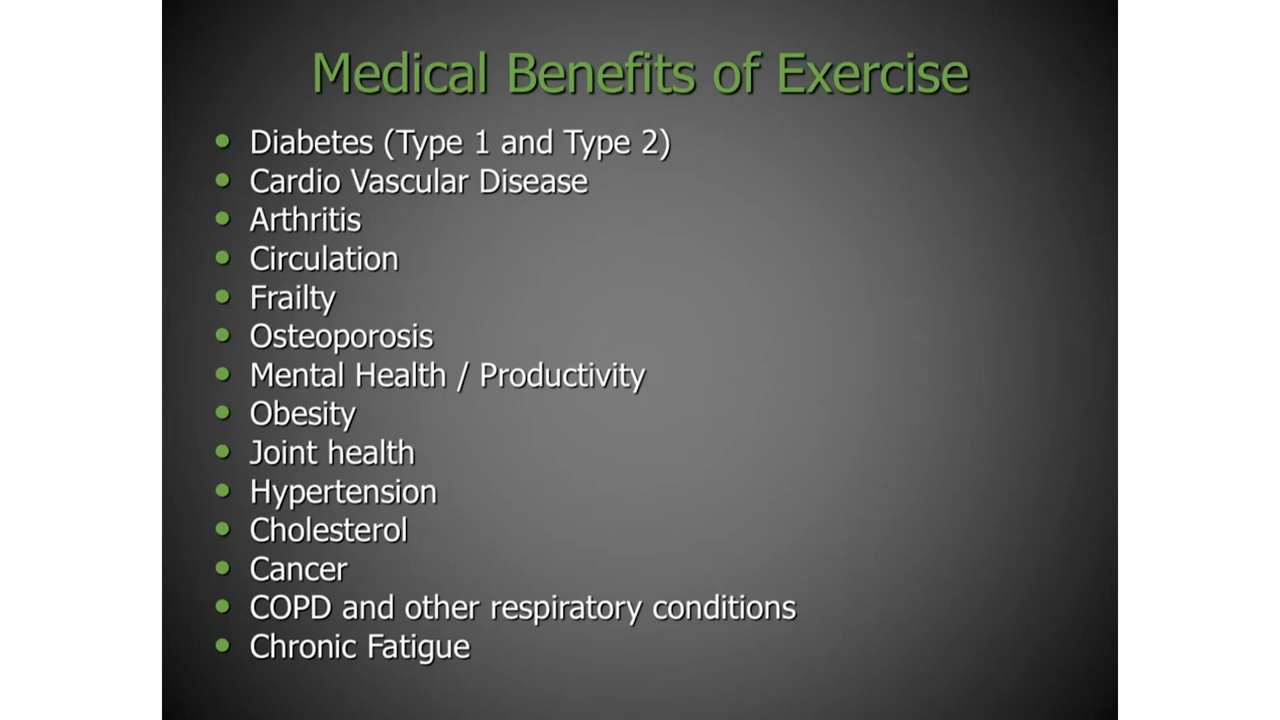 Medical Benefits of Exercise
• Diabetes (Type 1 and Type 2)
• Cardio Vascular Disease
• Arthritis
• Circulation
• Frailty
• Osteoporosis
• Mental Health / Productivity
• Obesity
• Joint health
• Hypertension
• Cholesterol
• Cancer
• COPD and other respiratory conditions
• Chronic Fatigue